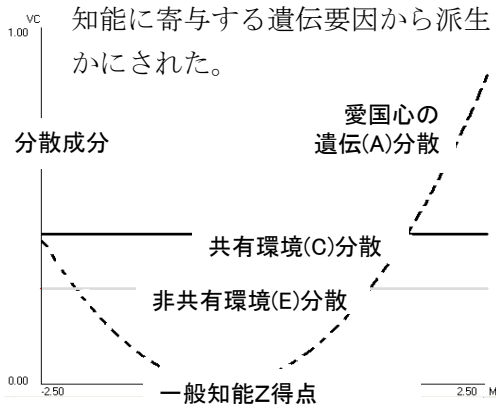 知能に寄与する遺伝要因から派生
かにされた。
VC
1.00
分散成分
愛国心の
遺伝(A)分散
共有環境(C)分散
非共有環境(E)分散
0.00
-2.50
一般知能Z得点
2.50 M